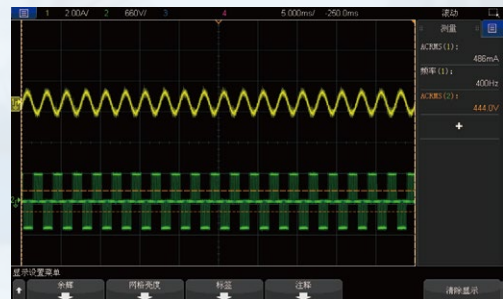 1 2.00A/ 2 660V/ 3 4 5.000ms/ -250.0ms 滚动
测量
ACRMS(1):
486mA
频率(1):
400Hz
ACRMS(2):
444.0V
+
显示设置菜单
余辉 网格亮度 标签 注释 清除显示